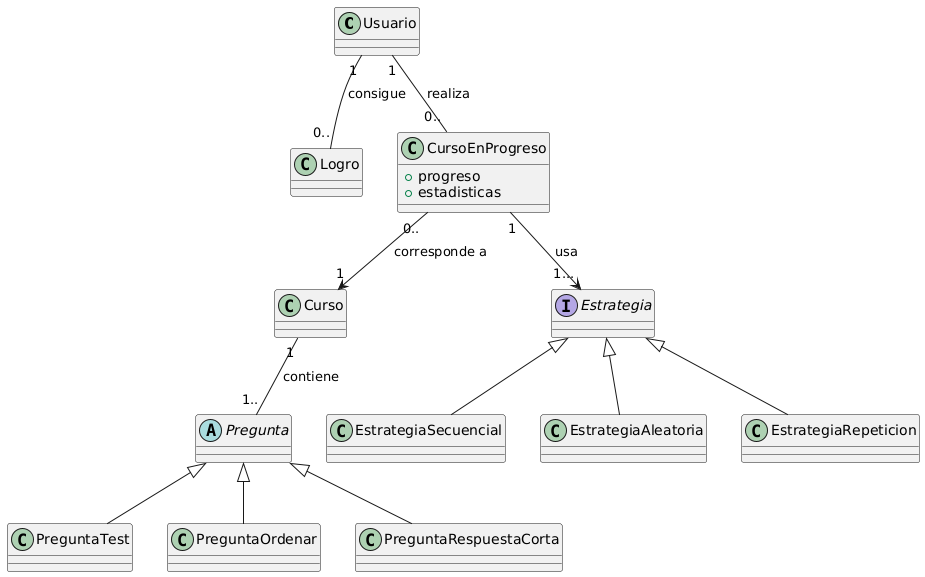 C Usuario
1 1
consigue realiza
0.. 0..
C Logro
C CursoEnProgreso
progreso
estadisticas
0.. 1
corresponde a usa
1 1...
C Curso
I Estrategia
1
contiene
1..
A Pregunta
C EstrategiaSecuencial
C EstrategiaAleatoria
C EstrategiaRepeticion
C PreguntaTest
C PreguntaOrdenar
C PreguntaRespuestaCorta